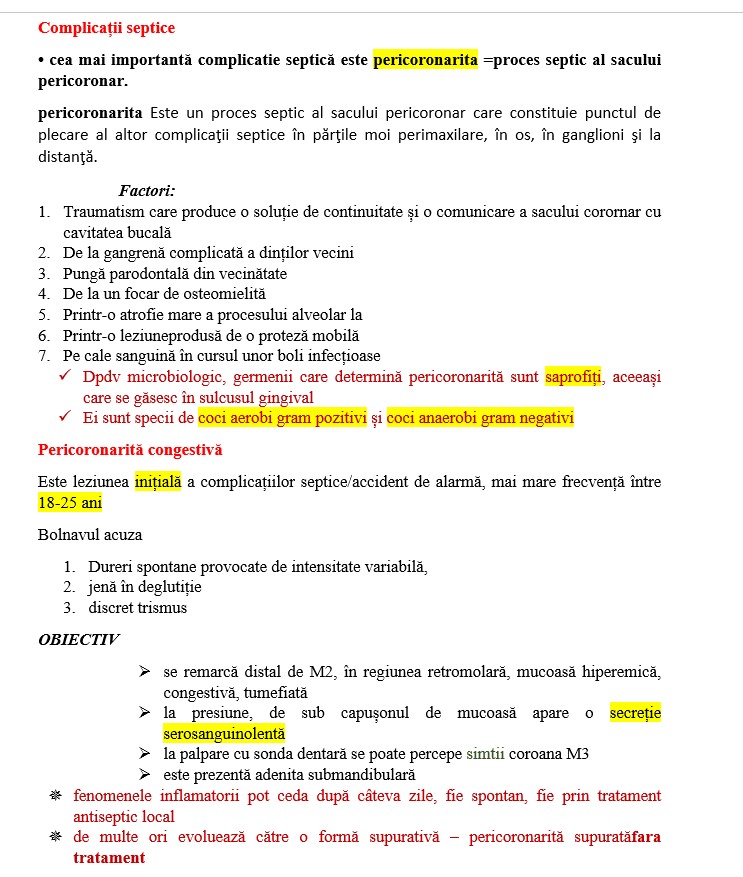 Complicații septice
• cea mai importantă complicatie septică este pericoronarita =proces septic al sacului
pericoronar.
pericoronarita Este un proces septic al sacului pericoronar care constituie punctul de
plecare al altor complicaţii septice în părţile moi perimaxilare, în os, în ganglioni şi la
distanţă.
Factori:
1. Traumatism care produce o soluție de continuitate și o comunicare a sacului corornar cu
cavitatea bucală
2. De la gangrenă complicată a dinților vecini
3. Pungă parodontală din vecinătate
4. De la un focar de osteomielită
5. Printr-o atrofie mare a procesului alveolar la
6. Printr-o leziuneprodusă de o proteză mobilă
7. Pe cale sanguină în cursul unor boli infecțioase
✓ Dpdv microbiologic, germenii care determină pericoronarită sunt saprofiți, aceeași
care se găsesc în sulcusul gingival
✓ Ei sunt specii de coci aerobi gram pozitivi și coci anaerobi gram negativi
Pericoronarită congestivă
Este leziunea inițială a complicațiilor septice/accident de alarmă, mai mare frecvență între
18-25 ani
Bolnavul acuza
1. Dureri spontane provocate de intensitate variabilă,
2. jenă în deglutiție
3. discret trismus
OBIECTIV
➢ se remarcă distal de M2, în regiunea retromolară, mucoasă hiperemică,
congestivă, tumefiată
➢ la presiune, de sub capușonul de mucoasă apare o secreție
serosanguinolentă
➢ la palpare cu sonda dentară se poate percepe simtii coroana M3
➢ este prezentă adenita submandibulară
fenomenele inflamatorii pot ceda după câteva zile, fie spontan, fie prin tratament
antiseptic local
de multe ori evoluează către o formă supurativă – pericoronarită supuratăfara
tratament